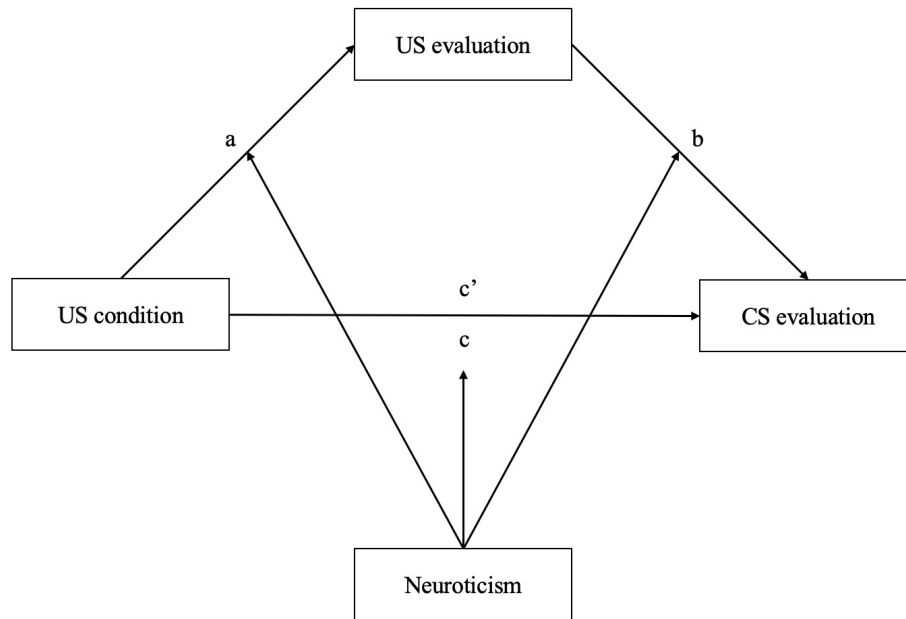 US evaluation
a
b
US condition
c’
CS evaluation
c
Neuroticism